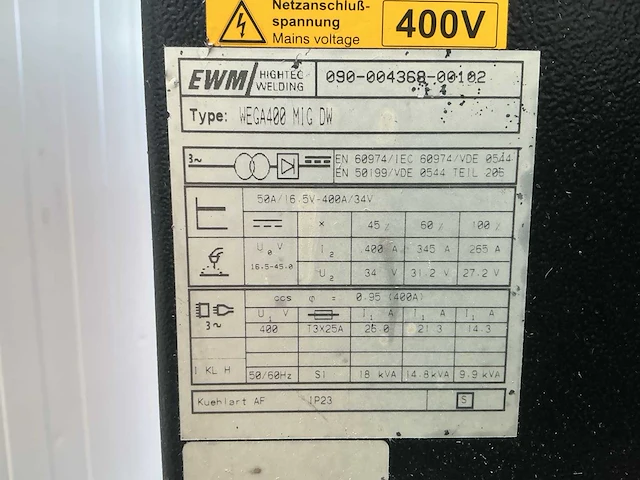 Netzanschluß-
spannung
Mains voltage
400V
EWM HIGHTEC WELDING 090-004368-00102
Type: WEGA400 MIG DW
3~ EN 60974/IEC 60974/VDE 0544
EN 50199/VDE 0544 TEIL 206
50A/16.5V-400A/34V
× 45% 60% 100%
U0 V I2 400 A 345 A 265 A
16.5-45.0 U2 34 V 31.2 V 27.2 V
cos φ = 0.95 (400A)
U1 V I1 A I1 A I1 A
3~ 400 T3X25A 26.0 21.3 14.3
I KL H 50/60Hz S1 18 kVA 14.8kVA 9.9 kVA
Kuehlart AF IP23 S